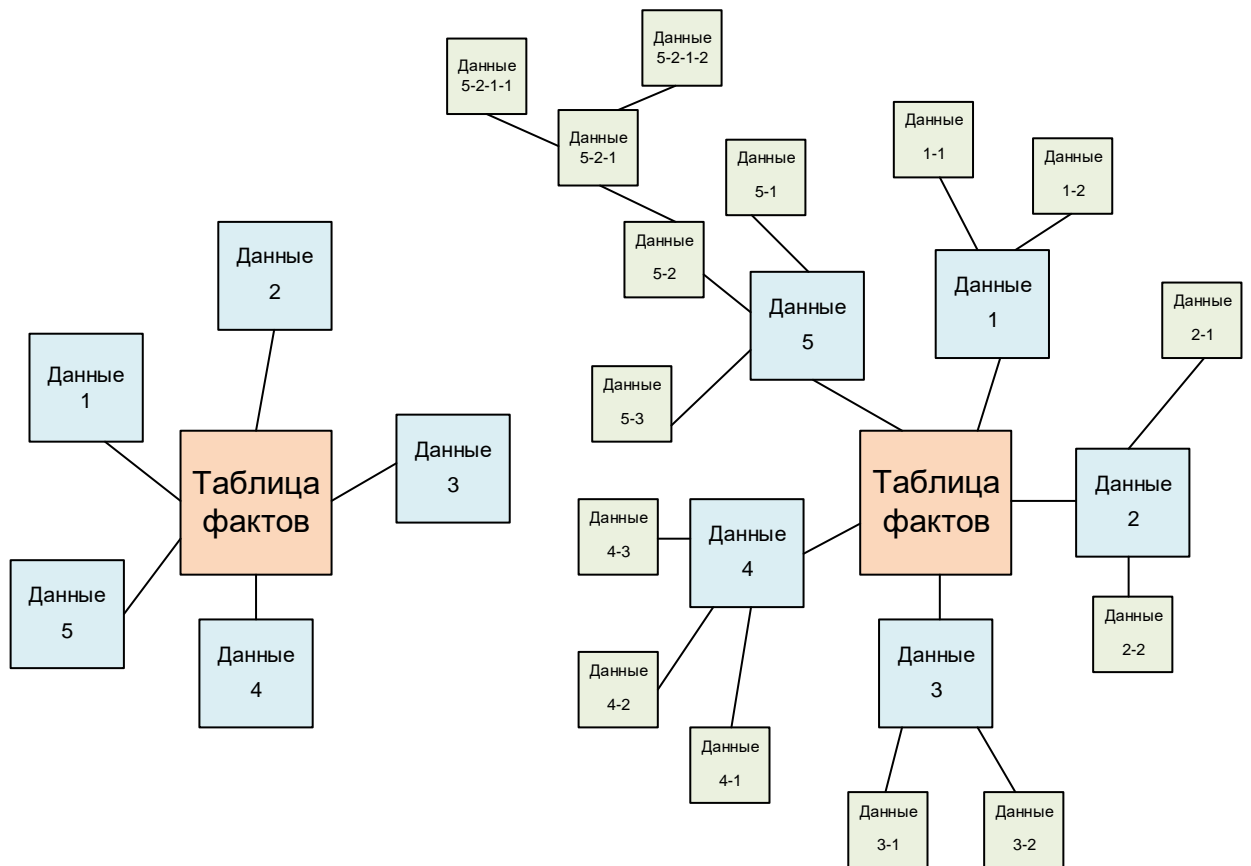 Данные
2
Данные
1
Данные
3
Таблица
фактов
Данные
5
Данные
4
Данные
5-2-1-1
Данные
5-2-1-2
Данные
5-2-1
Данные
5-1
Данные
5-2
Данные
5-3
Данные
5
Данные
1-1
Данные
1-2
Данные
1
Данные
2-1
Данные
2
Данные
2-2
Таблица
фактов
Данные
4-3
Данные
4
Данные
4-2
Данные
4-1
Данные
3
Данные
3-1
Данные
3-2